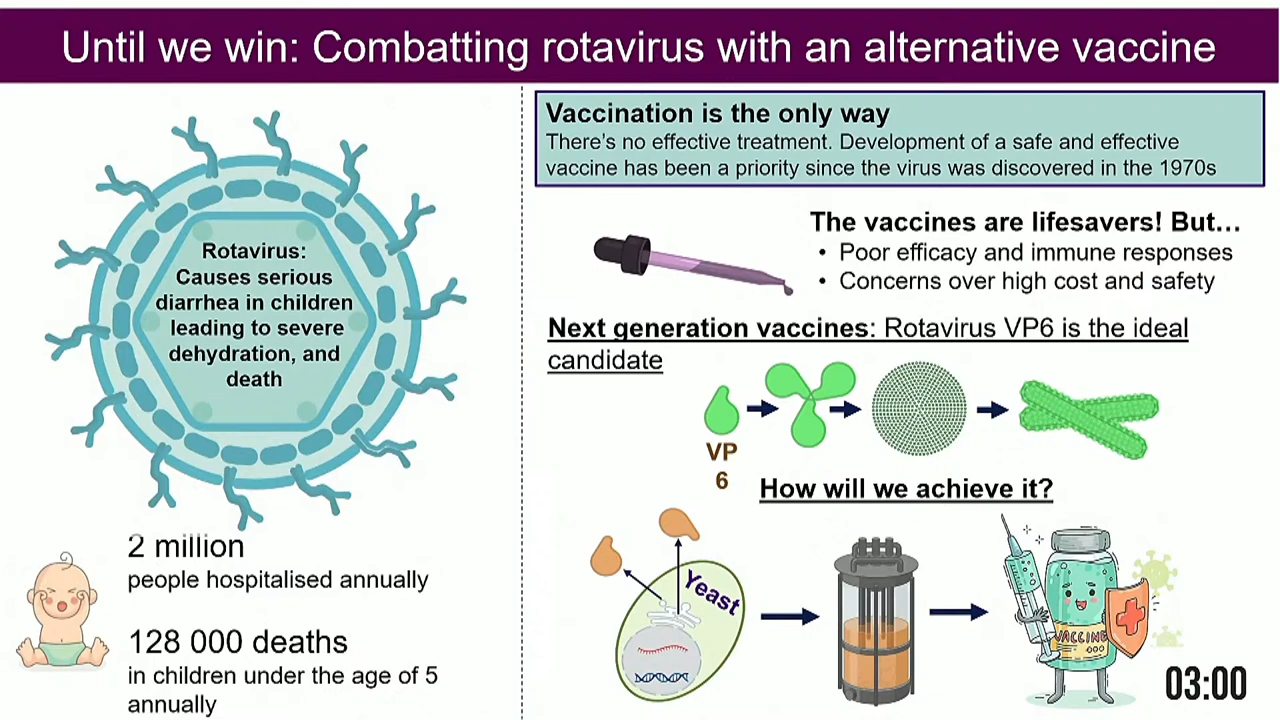 Until we win: Combatting rotavirus with an alternative vaccine
Rotavirus:
Causes serious
diarrhea in children
leading to severe
dehydration, and
death
2 million
people hospitalised annually
128 000 deaths
in children under the age of 5
annually
Vaccination is the only way
There's no effective treatment. Development of a safe and effective
vaccine has been a priority since the virus was discovered in the 1970s
The vaccines are lifesavers! But…
• Poor efficacy and immune responses
• Concerns over high cost and safety
Next generation vaccines: Rotavirus VP6 is the ideal
candidate
VP
6
How will we achieve it?
Yeast
VACCINE
03:00